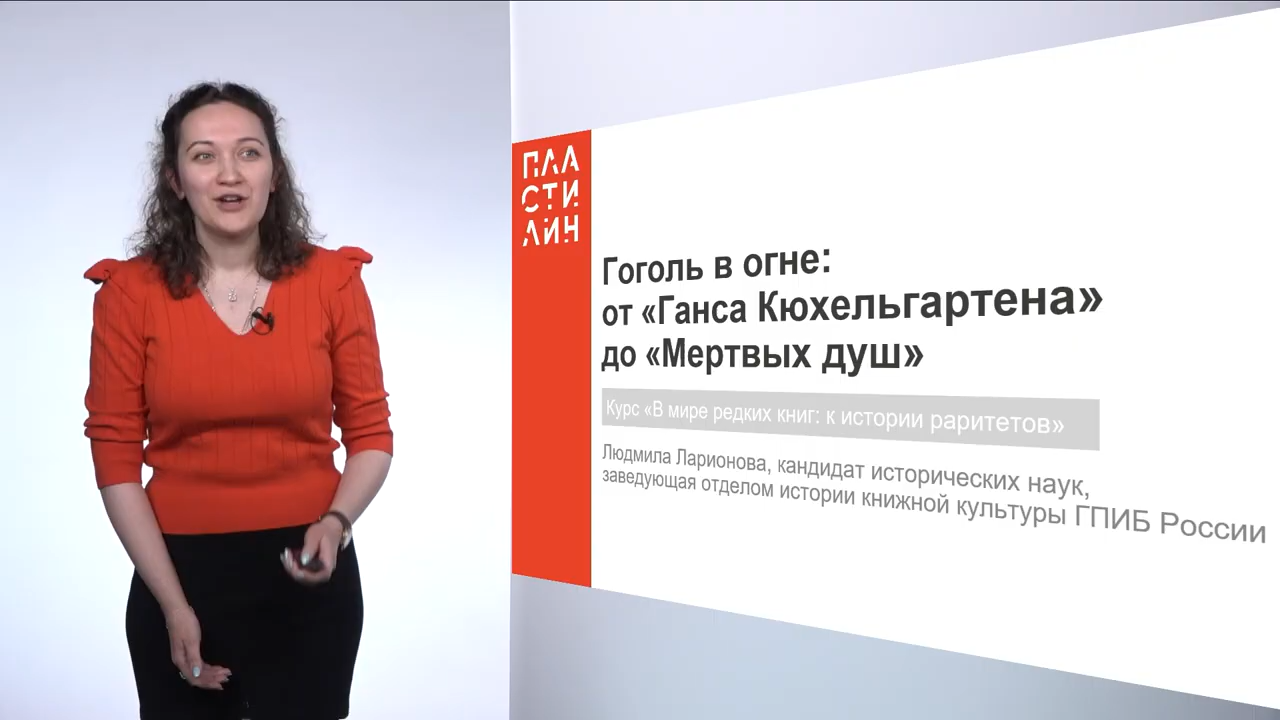 ПЛА
СТИ
ЛИН
Гоголь в огне:
от «Ганса Кюхельгартена»
до «Мертвых душ»
Курс «В мире редких книг: к истории раритетов»
Людмила Ларионова, кандидат исторических наук,
заведующая отделом истории книжной культуры ГПИБ России